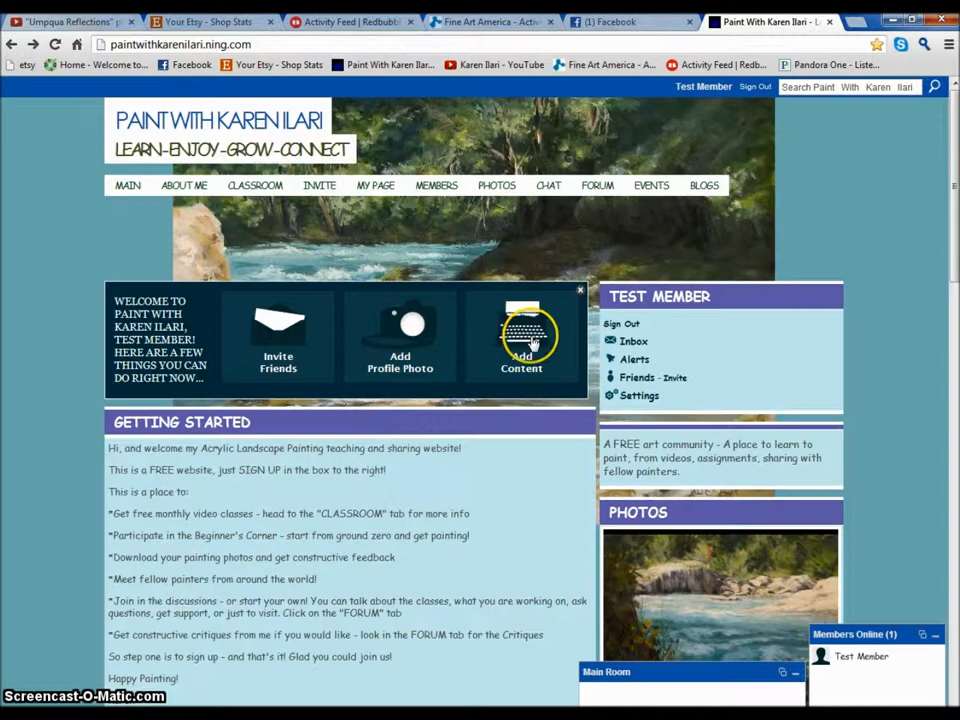 "Umpqua Reflections" p
Your Etsy - Shop Stats
Activity Feed | Redbubbl
Fine Art America - Activi
(1) Facebook
Paint With Karen Ilari - L
paintwithkarenilari.ning.com
etsy
Home - Welcome to...
Facebook
Your Etsy - Shop Stats
Paint With Karen Ilar...
Karen Ilari - YouTube
Fine Art America - A...
Activity Feed | Redb...
Pandora One - Liste...
Test Member
Sign Out
Search Paint With Karen Ilari
PAINT WITH KAREN ILARI
LEARN-ENJOY-GROW-CONNECT
MAIN
ABOUT ME
CLASSROOM
INVITE
MY PAGE
MEMBERS
PHOTOS
CHAT
FORUM
EVENTS
BLOGS
WELCOME TO
PAINT WITH
KAREN ILARI,
TEST MEMBER!
HERE ARE A FEW
THINGS YOU CAN
DO RIGHT NOW...
Invite
Friends
Add
Profile Photo
Add
Content
TEST MEMBER
Sign Out
Inbox
Alerts
Friends - Invite
Settings
GETTING STARTED
Hi, and welcome my Acrylic Landscape Painting teaching and sharing website!
This is a FREE website, just SIGN UP in the box to the right!
This is a place to:
*Get free monthly video classes - head to the "CLASSROOM" tab for more info
*Participate in the Beginner's Corner - start from ground zero and get painting!
*Download your painting photos and get constructive feedback
*Meet fellow painters from around the world!
*Join in the discussions - or start your own! You can talk about the classes, what you are working on, ask
questions, get support, or just to visit. Click on the "FORUM" tab
*Get constructive critiques from me if you would like - look in the FORUM tab for the Critiques
So step one is to sign up - and that's it! Glad you could join us!
Happy Painting!
A FREE art community - A place to learn to
paint, from videos, assignments, sharing with
fellow painters.
PHOTOS
Members Online (1)
Test Member
Main Room
Screencast-O-Matic.com